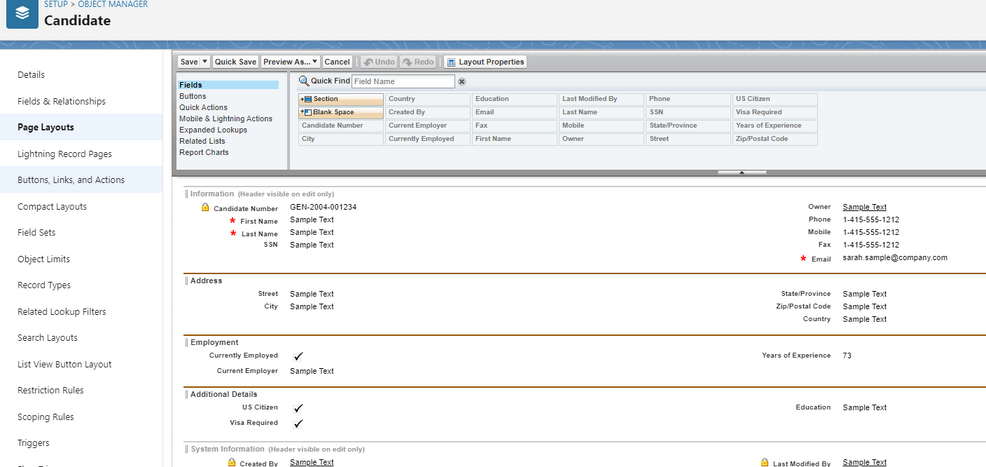 SETUP > OBJECT MANAGER
Candidate
Details
Fields & Relationships
Page Layouts
Lightning Record Pages
Buttons, Links, and Actions
Compact Layouts
Field Sets
Object Limits
Record Types
Related Lookup Filters
Search Layouts
List View Button Layout
Restriction Rules
Scoping Rules
Triggers
Save Quick Save Preview As... Cancel Undo Redo Layout Properties
Fields
Buttons
Quick Actions
Mobile & Lightning Actions
Expanded Lookups
Related Lists
Report Charts
Quick Find Field Name
Section Country Education Last Modified By Phone US Citizen
Blank Space Created By Email Last Name SSN Visa Required
Candidate Number Current Employer Fax Mobile State/Province Years of Experience
City Currently Employed First Name Owner Street Zip/Postal Code
Information (Header visible on edit only)
Candidate Number GEN-2004-001234 Owner Sample Text
* First Name Sample Text Phone 1-415-555-1212
* Last Name Sample Text Mobile 1-415-555-1212
SSN Sample Text Fax 1-415-555-1212
* Email sarah.sample@company.com
Address
Street Sample Text State/Province Sample Text
City Sample Text Zip/Postal Code Sample Text
Country Sample Text
Employment
Currently Employed ✓ Years of Experience 73
Current Employer Sample Text
Additional Details
US Citizen ✓ Education Sample Text
Visa Required ✓
System Information (Header visible on edit only)
Created By Sample Text Last Modified By Sample Text